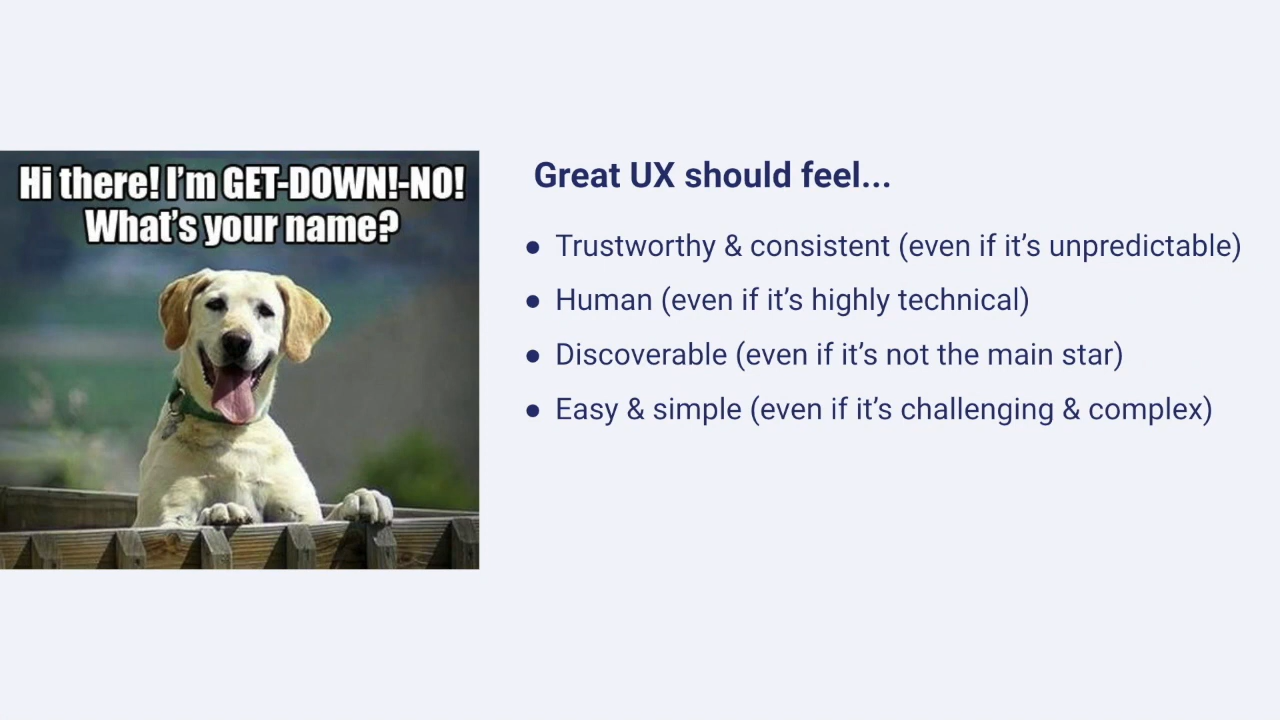 Hi there! I'm GET-DOWN!-NO!
What's your name?
Great UX should feel...
● Trustworthy & consistent (even if it’s unpredictable)
● Human (even if it’s highly technical)
● Discoverable (even if it’s not the main star)
● Easy & simple (even if it’s challenging & complex)